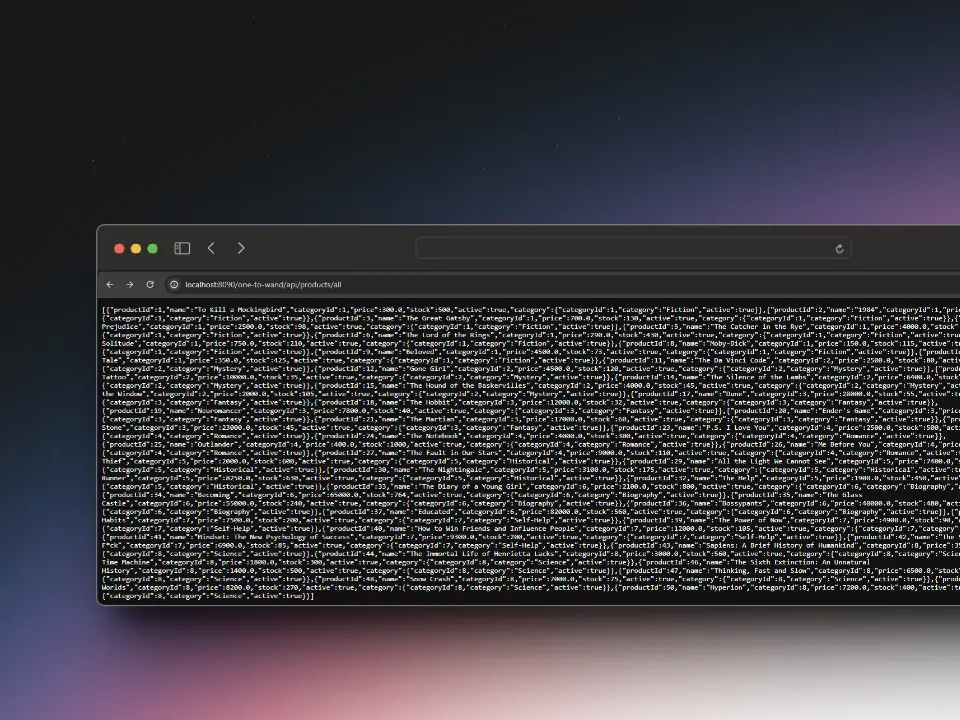 localhost:8090/one-to-wand/api/products/all
[{"productId":1,"name":"To Kill a Mockingbird","categoryId":1,"price":300.0,"stock":500,"active":true,"category":{"categoryId":1,"category":"Fiction","active":true}},{"productId":2,"name":"1984","categoryId":1,"pri
{"categoryId":1,"category":"Fiction","active":true}},{"productId":3,"name":"The Great Gatsby","categoryId":1,"price":700.0,"stock":130,"active":true,"category":{"categoryId":1,"category":"Fiction","active":true}},{
Prejudice","categoryId":1,"price":2500.0,"stock":98,"active":true,"category":{"categoryId":1,"category":"Fiction","active":true}},{"productId":5,"name":"The Catcher in the Rye","categoryId":1,"price":4000.0,"stock"
{"categoryId":1,"category":"Fiction","active":true}},{"productId":6,"name":"The Lord of the Rings","categoryId":1,"stock":430,"active":true,"category":{"categoryId":1,"category":"Fiction","active":true
Solitude","categoryId":1,"price":750.0,"stock":210,"active":true,"category":{"categoryId":1,"category":"Fiction","active":true}},{"productId":8,"name":"Moby-Dick","categoryId":1,"price":150.0,"stock":115,"active":t
{"categoryId":1,"category":"Fiction","active":true}},{"productId":9,"name":"Beloved","categoryId":1,"price":4500.0,"stock":73,"active":true,"category":{"categoryId":1,"category":"Fiction","active":true}},{"productI
Tale","categoryId":1,"price":350.0,"stock":425,"active":true,"category":{"categoryId":1,"category":"Fiction","active":true}},{"productId":11,"name":"The Da Vinci Code","categoryId":2,"price":2500.0,"stock":80,"acti
{"categoryId":2,"category":"Mystery","active":true}},{"productId":12,"name":"Gone Girl","categoryId":2,"price":4500.0,"stock":120,"active":true,"category":{"categoryId":2,"category":"Mystery","active":true}},{"prod
Tattoo","categoryId":2,"price":10000.0,"stock":35,"active":true,"category":{"categoryId":2,"category":"Mystery","active":true}},{"productId":14,"name":"The Silence of the Lambs","categoryId":2,"price":6400.0,"stock
{"categoryId":2,"category":"Mystery","active":true}},{"productId":15,"name":"The Hound of the Baskervilles","categoryId":2,"price":4000.0,"stock":45,"active":true,"category":{"categoryId":2,"category":"Mystery","act
the Window","categoryId":2,"price":2000.0,"stock":105,"active":true,"category":{"categoryId":2,"category":"Mystery","active":true}},{"productId":17,"name":"Dune","categoryId":3,"price":28000.0,"stock":55,"active":t
{"productId":19,"name":"Neuromancer","categoryId":3,"price":7800.0,"stock":40,"active":true,"category":{"categoryId":3,"category":"Fantasy","active":true}},{"productId":20,"name":"Ender's Game","categoryId":3,"price
{"categoryId":3,"category":"Fantasy","active":true}},{"productId":18,"name":"The Hobbit","categoryId":3,"price":12000.0,"stock":32,"active":true,"category":{"categoryId":3,"category":"Fantasy","active":true}},
{"categoryId":3,"category":"Fantasy","active":true}},{"productId":21,"name":"The Martian","categoryId":3,"price":17000.0,"stock":60,"active":true,"category":{"categoryId":3,"category":"Fantasy","active":true}},{"p
Stone","categoryId":3,"price":23000.0,"stock":45,"active":true,"category":{"categoryId":3,"category":"Fantasy","active":true}},{"productId":23,"name":"P.S. I Love You","categoryId":4,"price":2500.0,"stock":500,"
{"categoryId":4,"category":"Romance","active":true}},{"productId":24,"name":"The Notebook","categoryId":4,"price":4000.0,"stock":300,"active":true,"category":{"categoryId":4,"category":"Romance","active":true}},
{"productId":25,"name":"Outlander","categoryId":4,"price":400.0,"stock":1000,"active":true,"category":{"categoryId":4,"category":"Romance","active":true}},{"productId":26,"name":"Me Before You","categoryId":4,"price
{"categoryId":4,"category":"Romance","active":true}},{"productId":27,"name":"The Fault in Our Stars","categoryId":4,"price":9000.0,"stock":110,"active":true,"category":{"categoryId":4,"category":"Romance","active":t
Thief","categoryId":5,"price":2000.0,"stock":600,"active":true,"category":{"categoryId":5,"category":"Historical","active":true}},{"productId":29,"name":"All the Light We Cannot See","categoryId":5,"price":7400.0,"s
{"categoryId":5,"category":"Historical","active":true}},{"productId":30,"name":"The Nightingale","categoryId":5,"price":3100.0,"stock":175,"active":true,"category":{"categoryId":5,"category":"Historical","active":t
Runner","categoryId":5,"price":8250.0,"stock":630,"active":true,"category":{"categoryId":5,"category":"Historical","active":true}},{"productId":32,"name":"The Help","categoryId":5,"price":1900.0,"stock":450,"active
{"categoryId":5,"category":"Historical","active":true}},{"productId":33,"name":"The Diary of a Young Girl","categoryId":6,"price":2100.0,"stock":800,"active":true,"category":{"categoryId":6,"category":"Biography","
{"productId":34,"name":"Becoming","categoryId":6,"price":65000.0,"stock":764,"active":true,"category":{"categoryId":6,"category":"Biography","active":true}},{"productId":35,"name":"The Glass
Castle","categoryId":6,"price":55000.0,"stock":240,"active":true,"category":{"categoryId":6,"category":"Biography","active":true}},{"productId":36,"name":"Bossypants","categoryId":6,"price":40000.0,"stock":480,"act
{"categoryId":6,"category":"Biography","active":true}},{"productId":37,"name":"Educated","categoryId":6,"price":82000.0,"stock":560,"active":true,"category":{"categoryId":6,"category":"Biography","active":true}},{
Habits","categoryId":7,"price":7500.0,"stock":200,"active":true,"category":{"categoryId":7,"category":"Self-Help","active":true}},{"productId":39,"name":"The Power of Now","categoryId":7,"price":4900.0,"stock":90,"
{"categoryId":7,"category":"Self-Help","active":true}},{"productId":40,"name":"How to Win Friends and Influence People","categoryId":7,"price":12000.0,"stock":105,"active":true,"category":{"categoryId":7,"category
{"productId":41,"name":"Mindset: The New Psychology of Success","categoryId":7,"price":9300.0,"stock":200,"active":true,"category":{"categoryId":7,"category":"Self-Help","active":true}},{"productId":42,"name":"The S
F*ck","categoryId":7,"price":6900.0,"stock":85,"active":true,"category":{"categoryId":7,"category":"Self-Help","active":true}},{"productId":43,"name":"Sapiens: A Brief History of Humankind","categoryId":8,"price":35
{"categoryId":8,"category":"Science","active":true}},{"productId":44,"name":"The Immortal Life of Henrietta Lacks","categoryId":8,"price":3000.0,"stock":560,"active":true,"category":{"categoryId":8,"category":"Scien
Time Machine","categoryId":8,"price":1800.0,"stock":300,"active":true,"category":{"categoryId":8,"category":"Science","active":true}},{"productId":46,"name":"The Sixth Extinction: An Unnatural
History","categoryId":8,"price":1400.0,"stock":500,"active":true,"category":{"categoryId":8,"category":"Science","active":true}},{"productId":47,"name":"Thinking, Fast and Slow","categoryId":8,"price":6500.0,"stock
{"categoryId":8,"category":"Science","active":true}},{"productId":48,"name":"Snow Crash","categoryId":8,"price":7000.0,"stock":75,"active":true,"category":{"categoryId":8,"category":"Science","active":true}},{"prod
Worlds","categoryId":8,"price":8200.0,"stock":270,"active":true,"category":{"categoryId":8,"category":"Science","active":true}},{"productId":50,"name":"Hyperion","categoryId":8,"price":7200.0,"stock":400,"active":t
{"categoryId":8,"category":"Science","active":true}}]